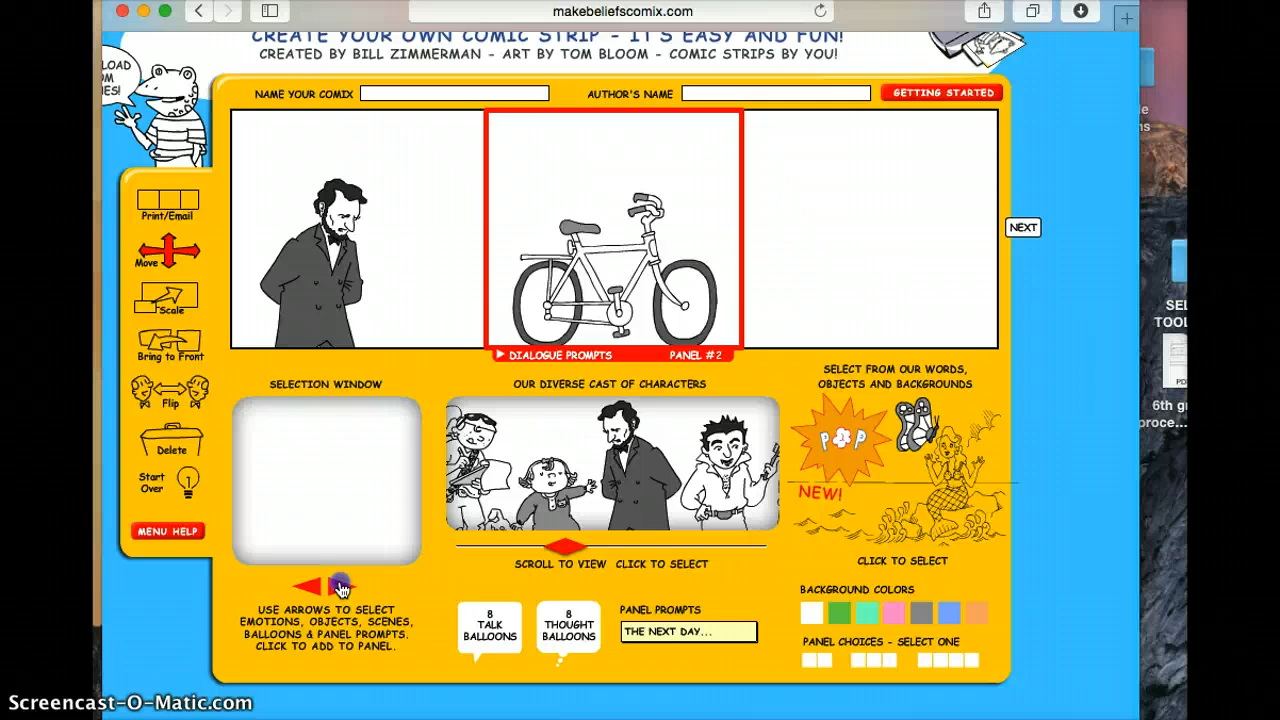 makebeliefscomix.com
CREATE YOUR OWN COMIC STRIP - IT'S EASY AND FUN!
CREATED BY BILL ZIMMERMAN - ART BY TOM BLOOM - COMIC STRIPS BY YOU!
NAME YOUR COMIX
AUTHOR'S NAME
GETTING STARTED
Print/Email
Move
Scale
Bring to Front
Flip
Delete
Start
Over
MENU HELP
NEXT
DIALOGUE PROMPTS
PANEL #2
SELECTION WINDOW
OUR DIVERSE CAST OF CHARACTERS
SELECT FROM OUR WORDS,
OBJECTS AND BACKGROUNDS
POP
NEW!
CLICK TO SELECT
SCROLL TO VIEW CLICK TO SELECT
USE ARROWS TO SELECT
EMOTIONS, OBJECTS, SCENES,
BALLOONS & PANEL PROMPTS.
CLICK TO ADD TO PANEL.
8
TALK
BALLOONS
8
THOUGHT
BALLOONS
PANEL PROMPTS
THE NEXT DAY...
BACKGROUND COLORS
PANEL CHOICES - SELECT ONE
TOOL
PDF
6th gr
proce...
Screencast-O-Matic.com